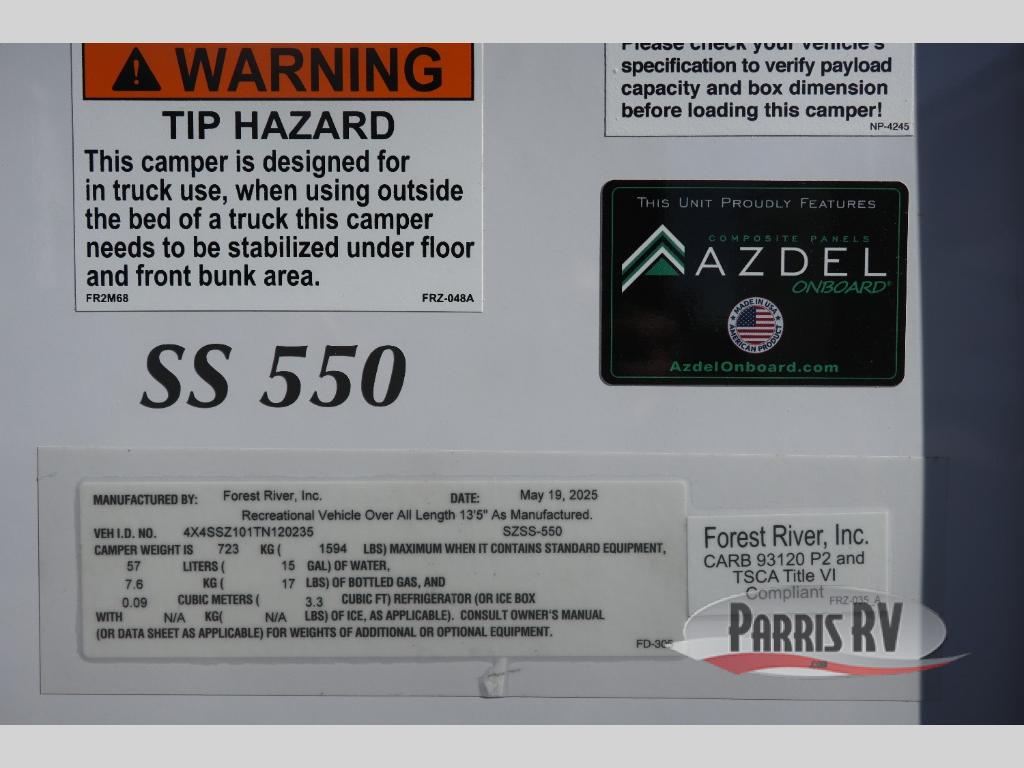 WARNING
TIP HAZARD
This camper is designed for
in truck use, when using outside
the bed of a truck this camper
needs to be stabilized under floor
and front bunk area.
FR2M68 FRZ-048A
Please check your vehicle's
specification to verify payload
capacity and box dimension
before loading this camper!
NP-4245
THIS UNIT PROUDLY FEATURES
COMPOSITE PANELS
AZDEL
ONBOARD®
MADE IN USA
AMERICAN PRODUCT
AzdelOnboard.com
SS 550
MANUFACTURED BY: Forest River, Inc. DATE: May 19, 2025
Recreational Vehicle Over All Length 13'5" As Manufactured.
VEH I.D. NO. 4X4SSZ101TN120235 SZSS-550
CAMPER WEIGHT IS 723 KG ( 1594 LBS) MAXIMUM WHEN IT CONTAINS STANDARD EQUIPMENT,
57 LITERS ( 15 GAL) OF WATER,
7.6 KG ( 17 LBS) OF BOTTLED GAS, AND
0.09 CUBIC METERS ( 3.3 CUBIC FT) REFRIGERATOR (OR ICE BOX
WITH N/A KG( N/A LBS) OF ICE, AS APPLICABLE). CONSULT OWNER'S MANUAL
(OR DATA SHEET AS APPLICABLE) FOR WEIGHTS OF ADDITIONAL OR OPTIONAL EQUIPMENT.
Forest River, Inc.
CARB 93120 P2 and
TSCA Title VI
Compliant
FRZ-035 A
PARRIS RV
.com